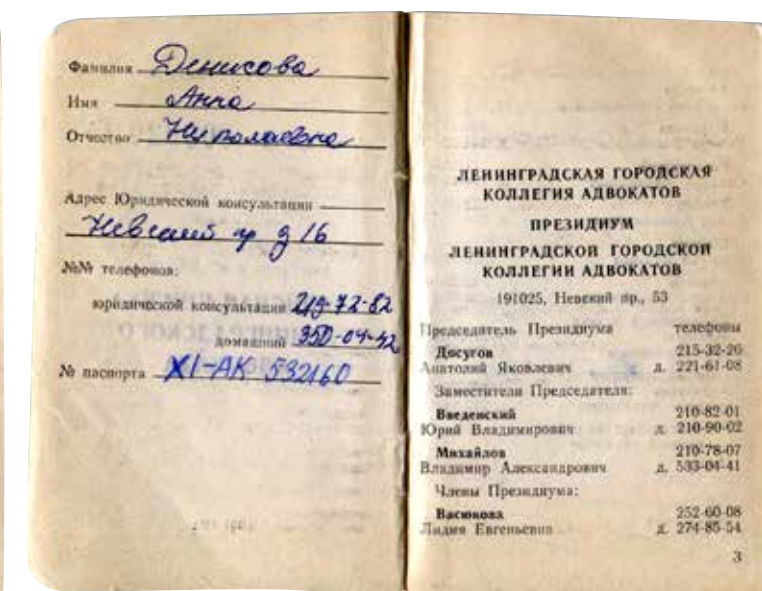 Фамилия Денисова
Имя Анна
Отчество Николаевна
Адрес Юридической консультации
Невский пр д 16
№№ телефонов:
юридической консультации 219-72-82
домашний 350-04-42
№ паспорта XI-АК 532160
ЛЕНИНГРАДСКАЯ ГОРОДСКАЯ
КОЛЛЕГИЯ АДВОКАТОВ
ПРЕЗИДИУМ
ЛЕНИНГРАДСКОЙ ГОРОДСКОЙ
КОЛЛЕГИИ АДВОКАТОВ
191025, Невский пр., 53
Председатель Президиума телефоны
Досугов 215-32-26
Анатолий Яковлевич д. 221-61-08
Заместители Председателя:
Введенский 210-82-01
Юрий Владимирович д. 210-90-02
Михайлов 210-78-07
Владимир Александрович д. 533-04-41
Члены Президиума:
Васюкова 252-60-08
Лидия Евгеньевна д. 274-85-54
3